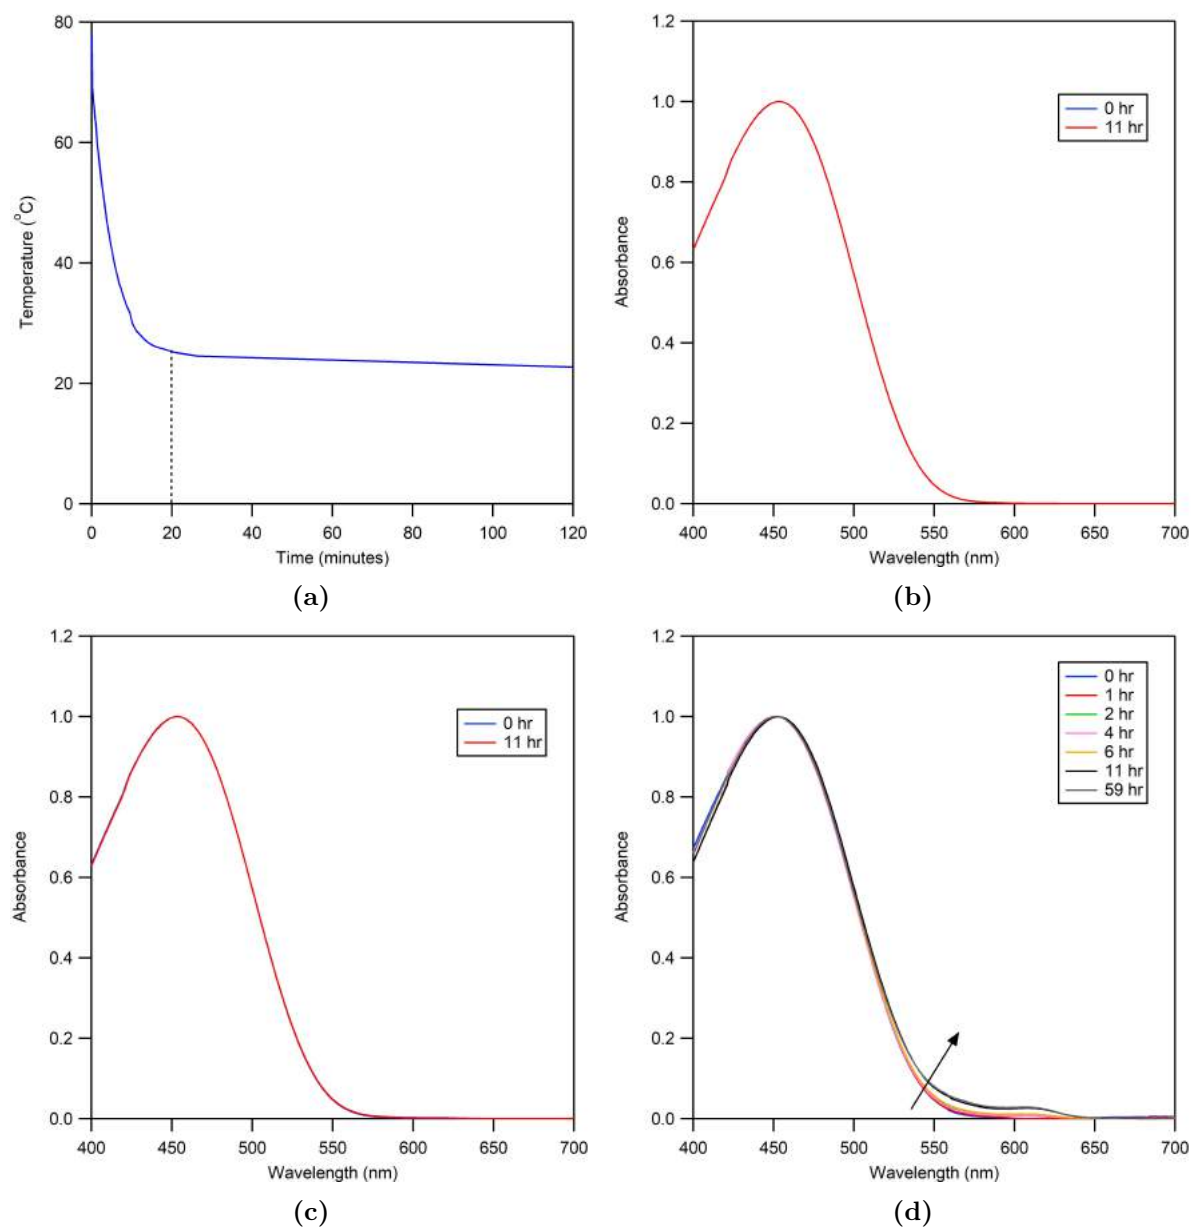 80
60
40
20
0
Temperature (°C)
0 20 40 60 80 100 120
Time (minutes)
(a)
1.2
1.0
0.8
0.6
0.4
0.2
0.0
Absorbance
0 hr
11 hr
400 450 500 550 600 650 700
Wavelength (nm)
(b)
1.2
1.0
0.8
0.6
0.4
0.2
0.0
Absorbance
0 hr
11 hr
400 450 500 550 600 650 700
Wavelength (nm)
(c)
1.2
1.0
0.8
0.6
0.4
0.2
0.0
Absorbance
0 hr
1 hr
2 hr
4 hr
6 hr
11 hr
59 hr
400 450 500 550 600 650 700
Wavelength (nm)
(d)